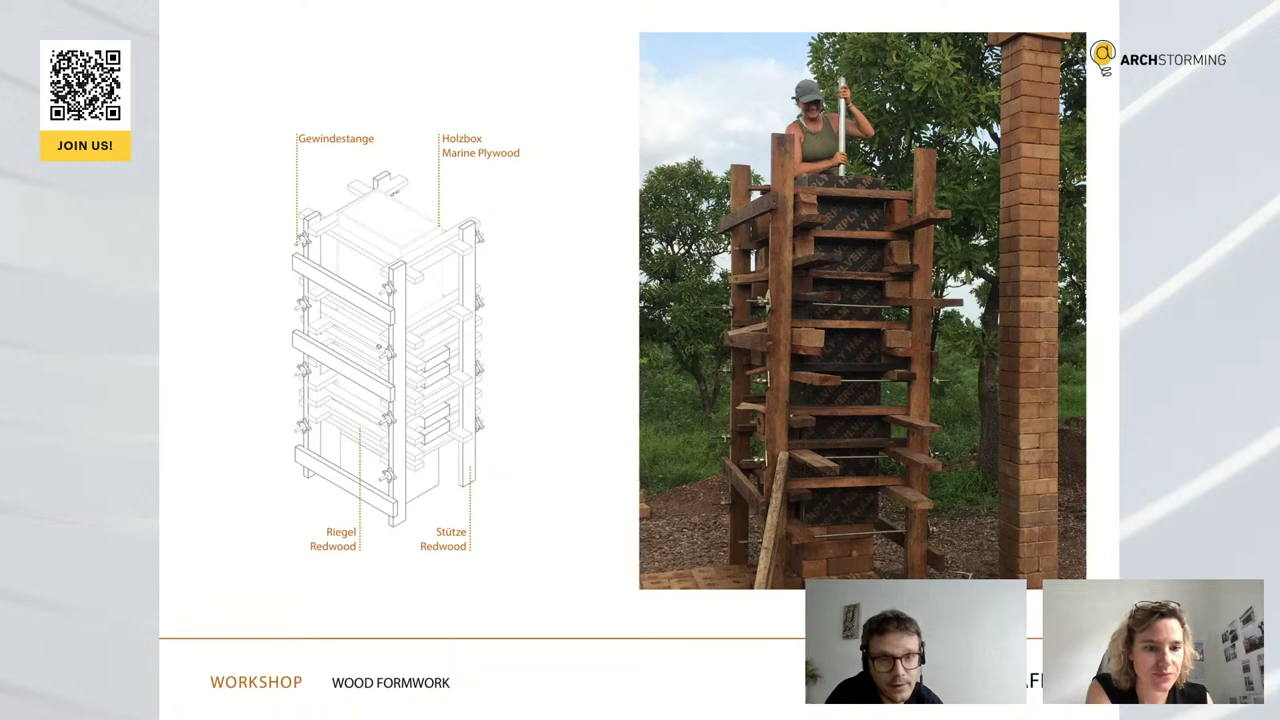 JOIN US!
ARCHSTORMING
Gewindestange
Holzbox
Marine Plywood
Riegel
Redwood
Stütze
Redwood
WORKSHOP
WOOD FORMWORK